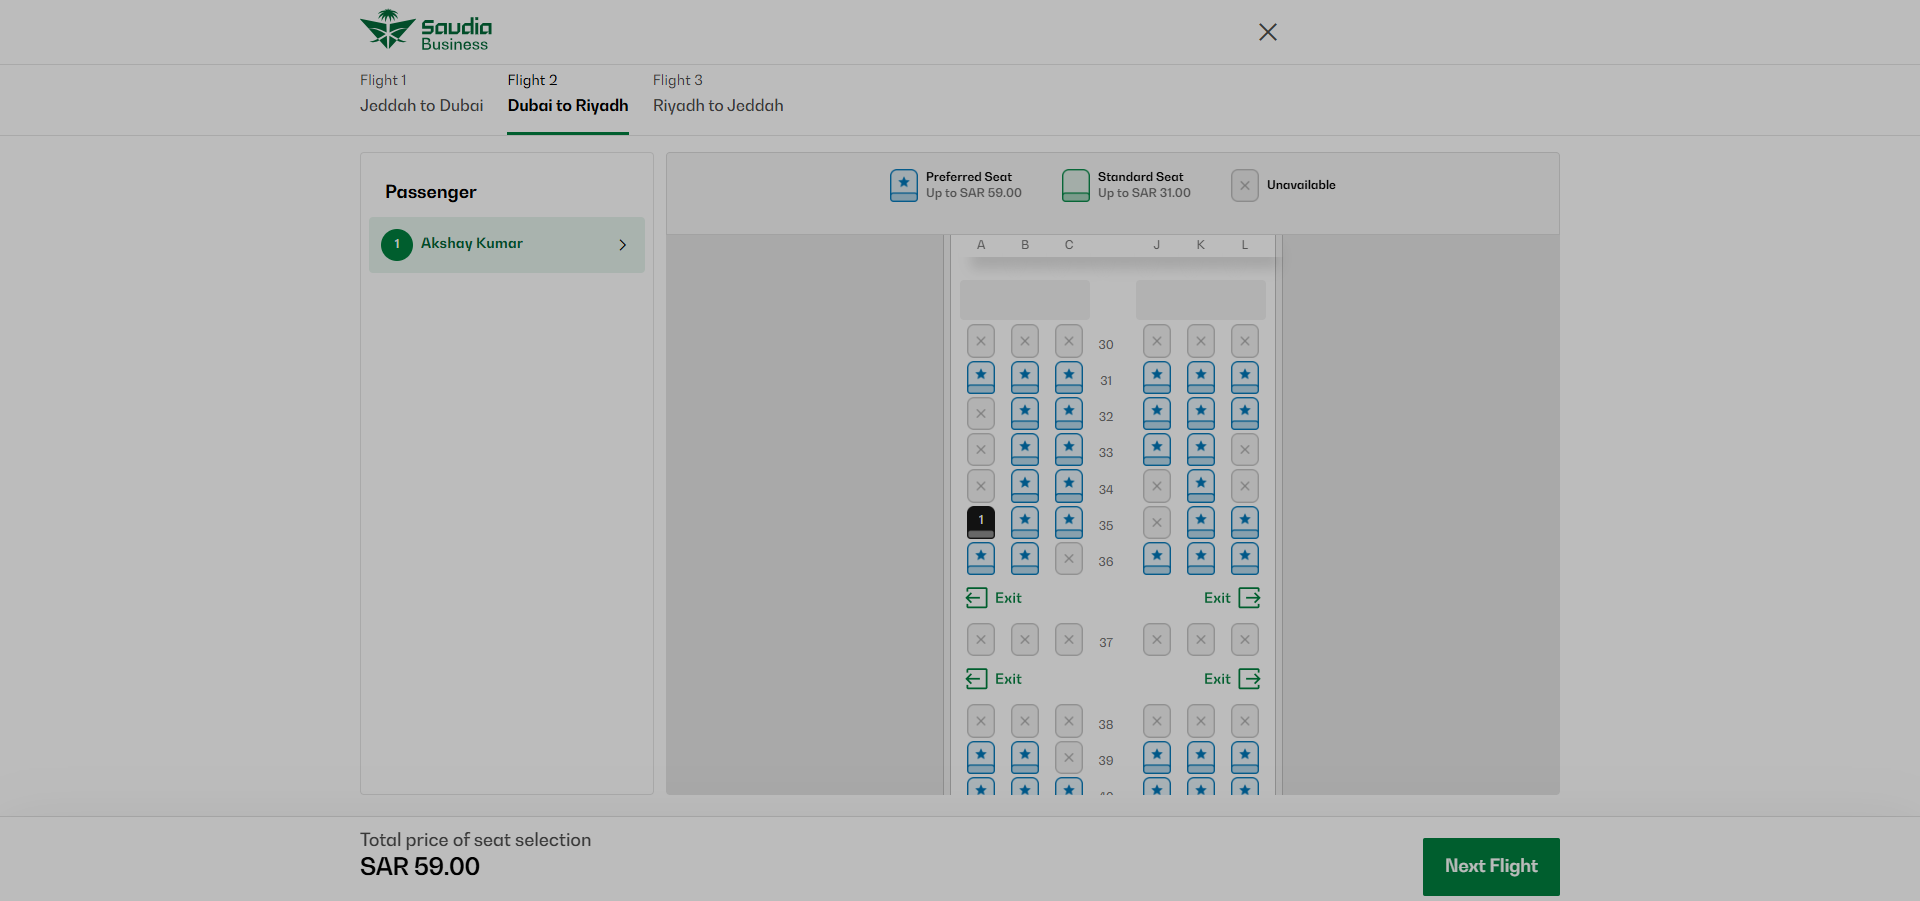 Saudia
Business
Flight 1
Jeddah to Dubai
Flight 2
Dubai to Riyadh
Flight 3
Riyadh to Jeddah
Passenger
1 Akshay Kumar
Preferred Seat
Up to SAR 59.00
Standard Seat
Up to SAR 31.00
Unavailable
A B C J K L
30
31
32
33
34
1 35
36
Exit Exit
37
Exit Exit
38
39
Total price of seat selection
SAR 59.00
Next Flight